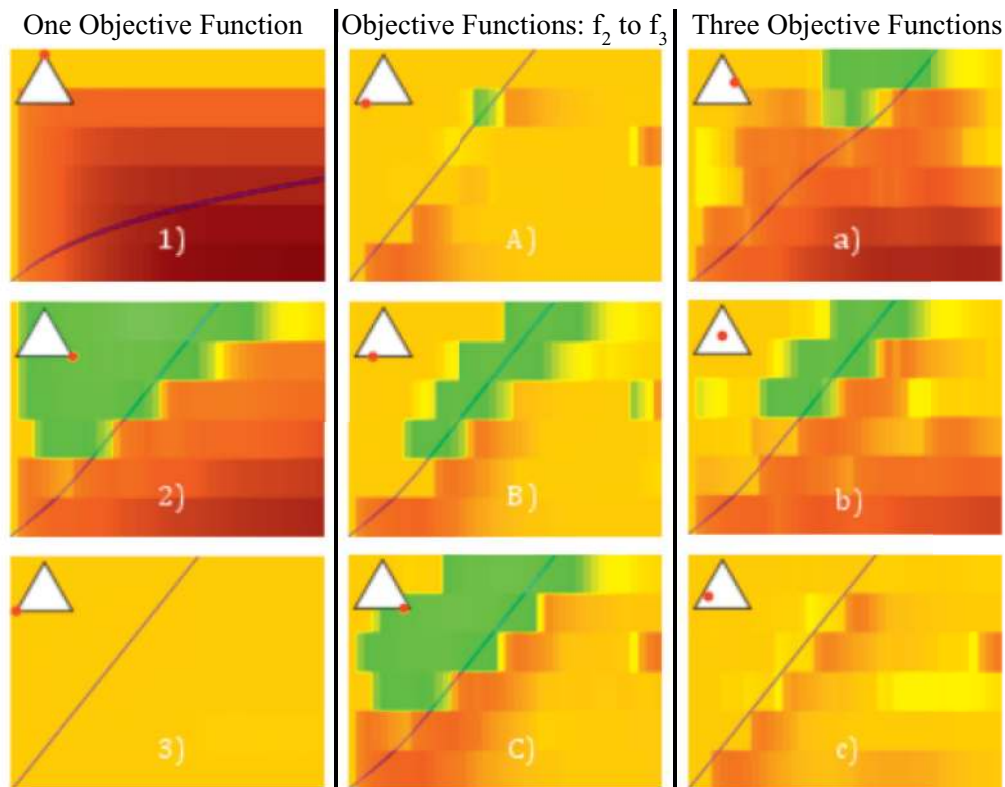 One Objective Function
Objective Functions: f2 to f3
Three Objective Functions
1)
A)
a)
2)
B)
b)
3)
C)
c)